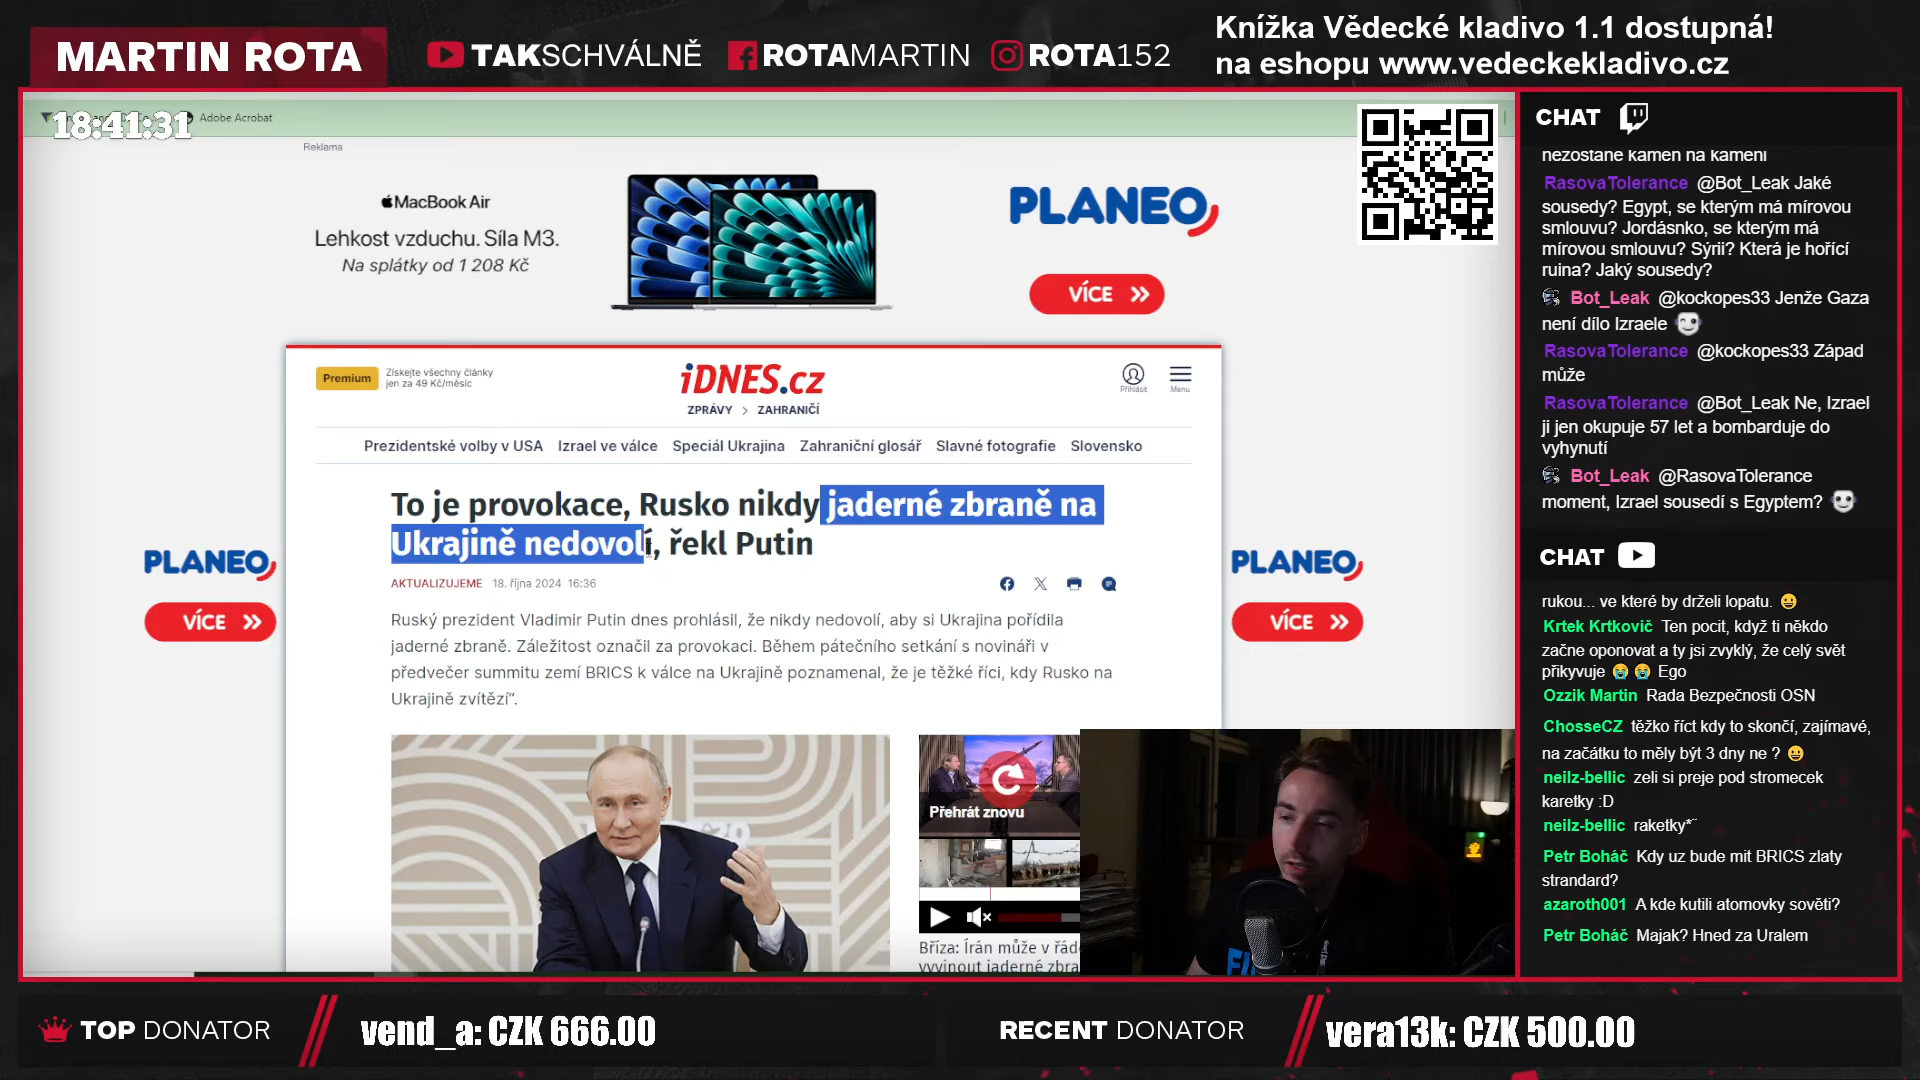 MARTIN ROTA
TAKSCHVÁLNĚ
ROTAMARTIN
ROTA152
Knížka Vědecké kladivo 1.1 dostupná!
na eshopu www.vedeckekladivo.cz
18:41:31
Adobe Acrobat
Reklama
MacBook Air
Lehkost vzduchu. Síla M3.
Na splátky od 1 208 Kč
PLANEO
VÍCE
Premium
Získejte všechny články
jen za 49 Kč/měsíc
iDNES.cz
ZPRÁVY > ZAHRANIČÍ
Přihlásit
Menu
Prezidentské volby v USA Izrael ve válce Speciál Ukrajina Zahraniční glosář Slavné fotografie Slovensko
To je provokace, Rusko nikdy jaderné zbraně na
Ukrajině nedovolí, řekl Putin
AKTUALIZUJEME 18. října 2024 16:36
Ruský prezident Vladimir Putin dnes prohlásil, že nikdy nedovolí, aby si Ukrajina pořídila
jaderné zbraně. Záležitost označil za provokaci. Během pátečního setkání s novináři v
předvečer summitu zemí BRICS k válce na Ukrajině poznamenal, že je těžké říci, kdy Rusko na
Ukrajině zvítězí“.
PLANEO
VÍCE
PLANEO
VÍCE
Přehrát znovu
Bříza: Írán může v řád
vyvinout jaderné zbra
CHAT
nezostane kamen na kameni
RasovaTolerance @Bot_Leak Jaké
sousedy? Egypt, se kterým má mírovou
smlouvu? Jordásnko, se kterým má
mírovou smlouvu? Sýrii? Která je hořící
ruina? Jaký sousedy?
Bot_Leak @kockopes33 Jenže Gaza
není dílo Izraele
RasovaTolerance @kockopes33 Západ
může
RasovaTolerance @Bot_Leak Ne, Izrael
ji jen okupuje 57 let a bombarduje do
vyhynutí
Bot_Leak @RasovaTolerance
moment, Izrael sousedí s Egyptem?
CHAT
rukou... ve které by drželi lopatu. 😀
Krtek Krtkovič Ten pocit, když ti někdo
začne oponovat a ty jsi zvyklý, že celý svět
přikyvuje 😭 😭 Ego
Ozzik Martin Rada Bezpečnosti OSN
ChosseCZ těžko říct kdy to skončí, zajímavé,
na začátku to měly být 3 dny ne ? 😀
neilz-bellic zeli si preje pod stromecek
karetky :D
neilz-bellic raketky*¨
Petr Boháč Kdy uz bude mit BRICS zlaty
strandard?
azaroth001 A kde kutili atomovky sověti?
Petr Boháč Majak? Hned za Uralem
TOP DONATOR
vend_a: CZK 666.00
RECENT DONATOR
vera13k: CZK 500.00